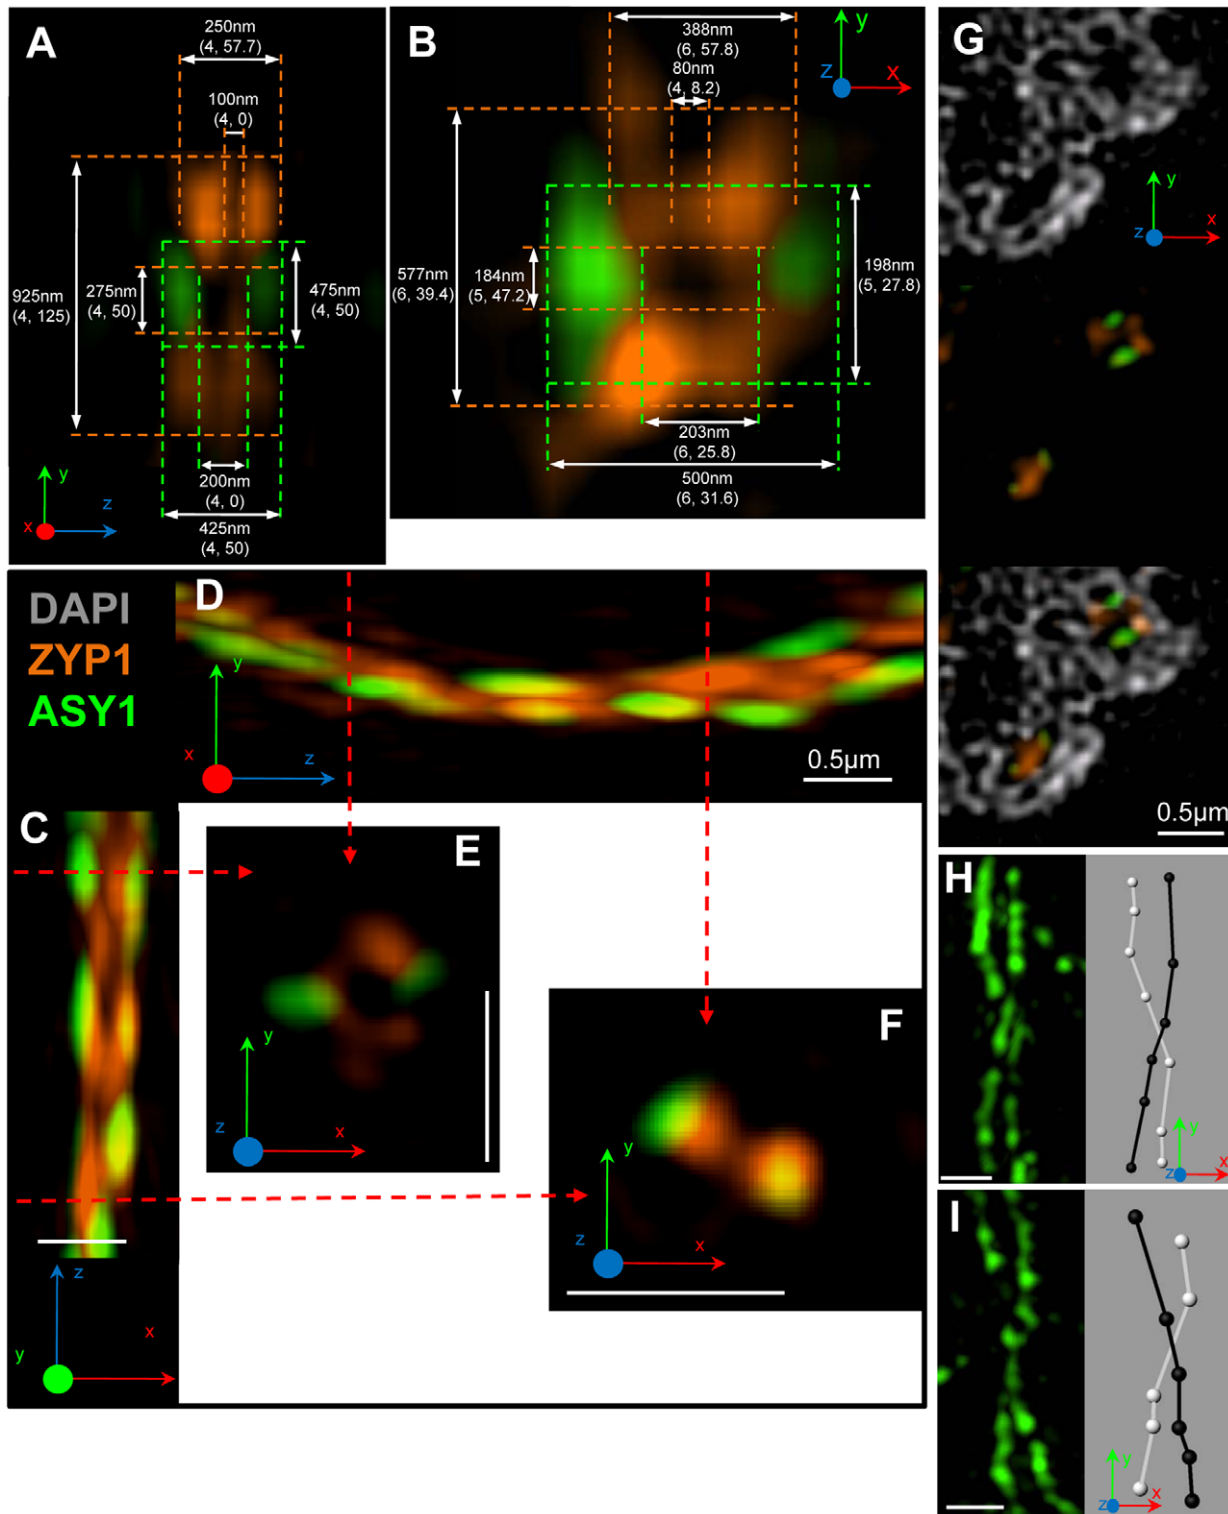 A
250nm
(4, 57.7)
100nm
(4, 0)
925nm
(4, 125)
275nm
(4, 50)
475nm
(4, 50)
200nm
(4, 0)
425nm
(4, 50)
y
x
z
B
388nm
(6, 57.8)
80nm
(4, 8.2)
577nm
(6, 39.4)
184nm
(5, 47.2)
198nm
(5, 27.8)
203nm
(6, 25.8)
500nm
(6, 31.6)
y
z
x
G
y
z
x
0.5µm
DAPI
ZYP1
ASY1
D
y
x
z
0.5µm
C
z
x
y
E
y
z
x
F
y
z
x
H
y
z
x
I
y
z
x